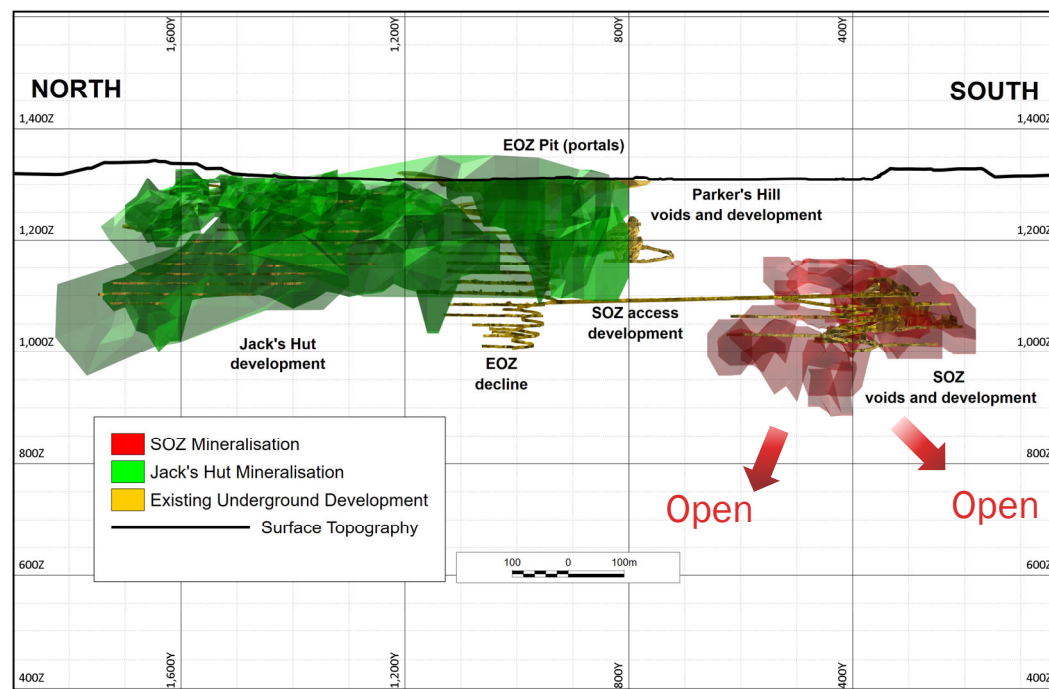 1,600Y
1,200Y
800Y
400Y
NORTH
SOUTH
1,400Z
1,400Z
EOZ Pit (portals)
Parker's Hill
voids and development
1,200Z
1,200Z
SOZ access
development
Jack's Hut
development
EOZ
decline
1,000Z
1,000Z
SOZ
voids and development
SOZ Mineralisation
Jack's Hut Mineralisation
Existing Underground Development
Surface Topography
800Z
800Z
Open
Open
100 0 100m
600Z
600Z
1,600Y
1,200Y
800Y
400Y
400Z
400Z